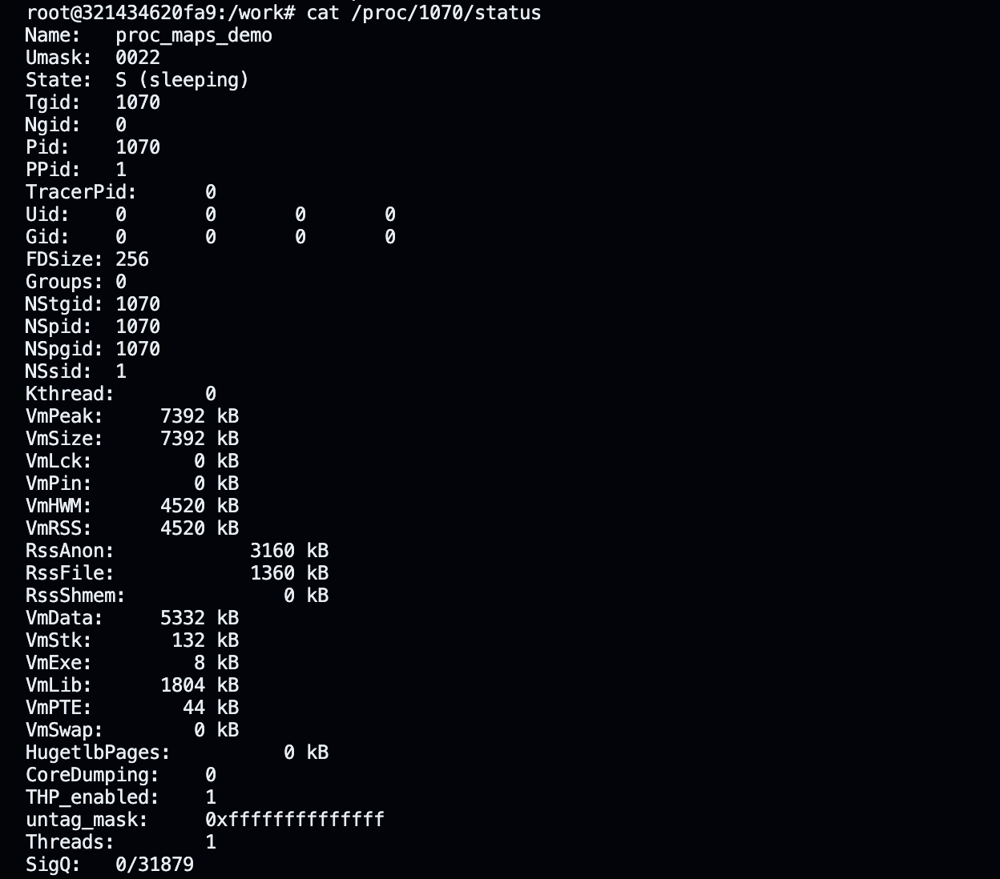 root@321434620fa9:/work# cat /proc/1070/status
Name:	proc_maps_demo
Umask:	0022
State:	S (sleeping)
Tgid:	1070
Ngid:	0
Pid:	1070
PPid:	1
TracerPid:	0
Uid:	0	0	0	0
Gid:	0	0	0	0
FDSize:	256
Groups:	0
NStgid:	1070
NSpid:	1070
NSpgid:	1070
NSsid:	1
Kthread:	0
VmPeak:	    7392 kB
VmSize:	    7392 kB
VmLck:	       0 kB
VmPin:	       0 kB
VmHWM:	    4520 kB
VmRSS:	    4520 kB
RssAnon:	    3160 kB
RssFile:	    1360 kB
RssShmem:	       0 kB
VmData:	    5332 kB
VmStk:	     132 kB
VmExe:	       8 kB
VmLib:	    1804 kB
VmPTE:	      44 kB
VmSwap:	       0 kB
HugetlbPages:	       0 kB
CoreDumping:	0
THP_enabled:	1
untag_mask:	0xffffffffffffff
Threads:	1
SigQ:	0/31879